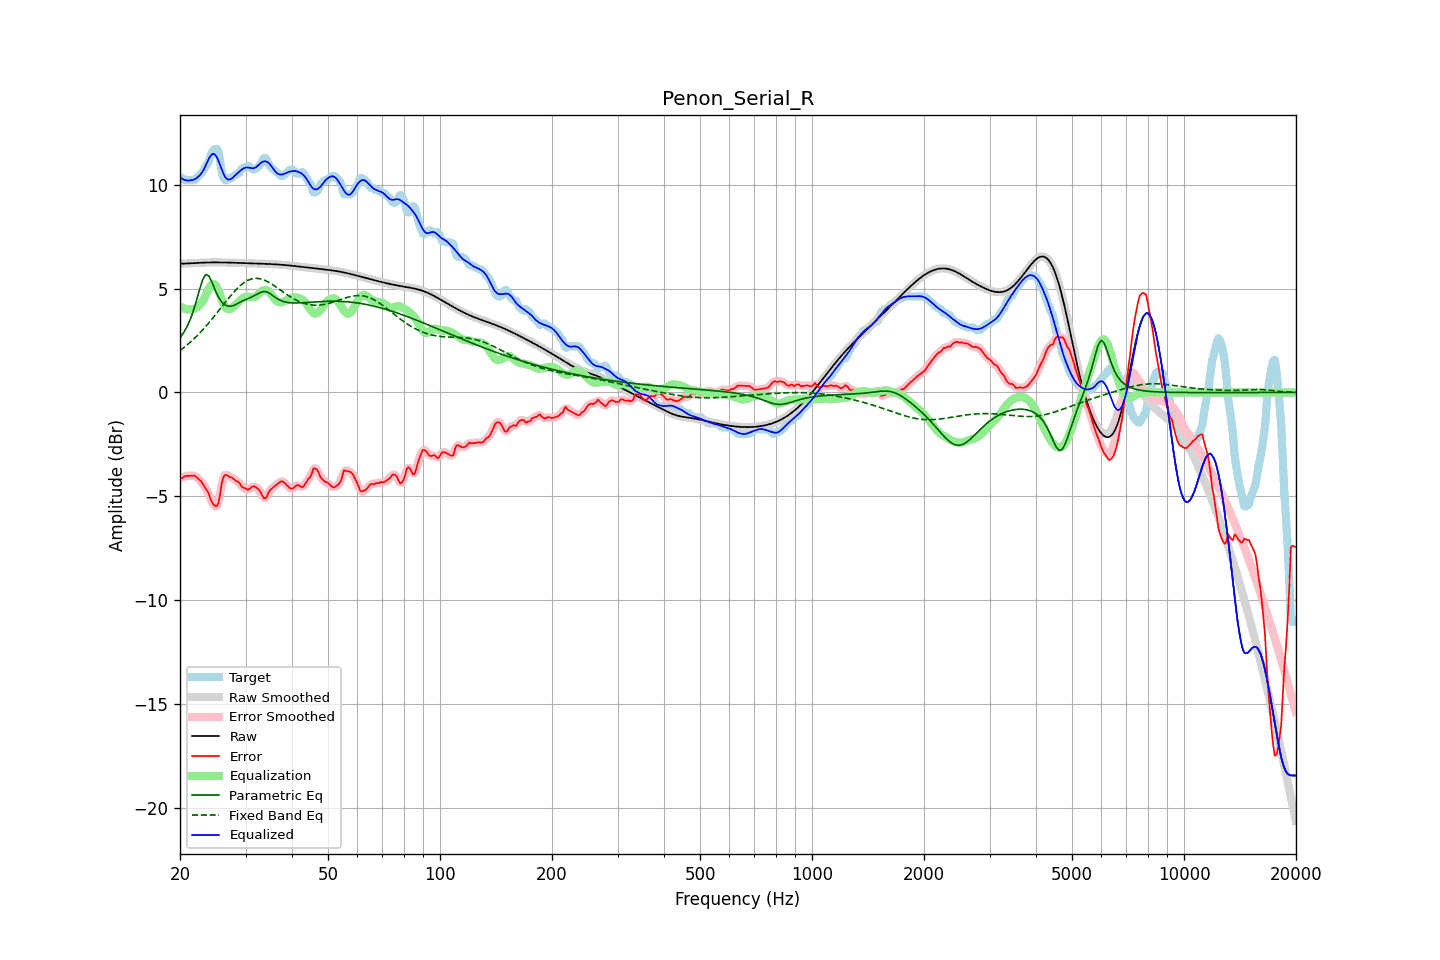 Penon_Serial_R
Amplitude (dBr)
10
5
0
−5
−10
−15
−20
Target
Raw Smoothed
Error Smoothed
Raw
Error
Equalization
Parametric Eq
Fixed Band Eq
Equalized
20 50 100 200 500 1000 2000 5000 10000 20000
Frequency (Hz)